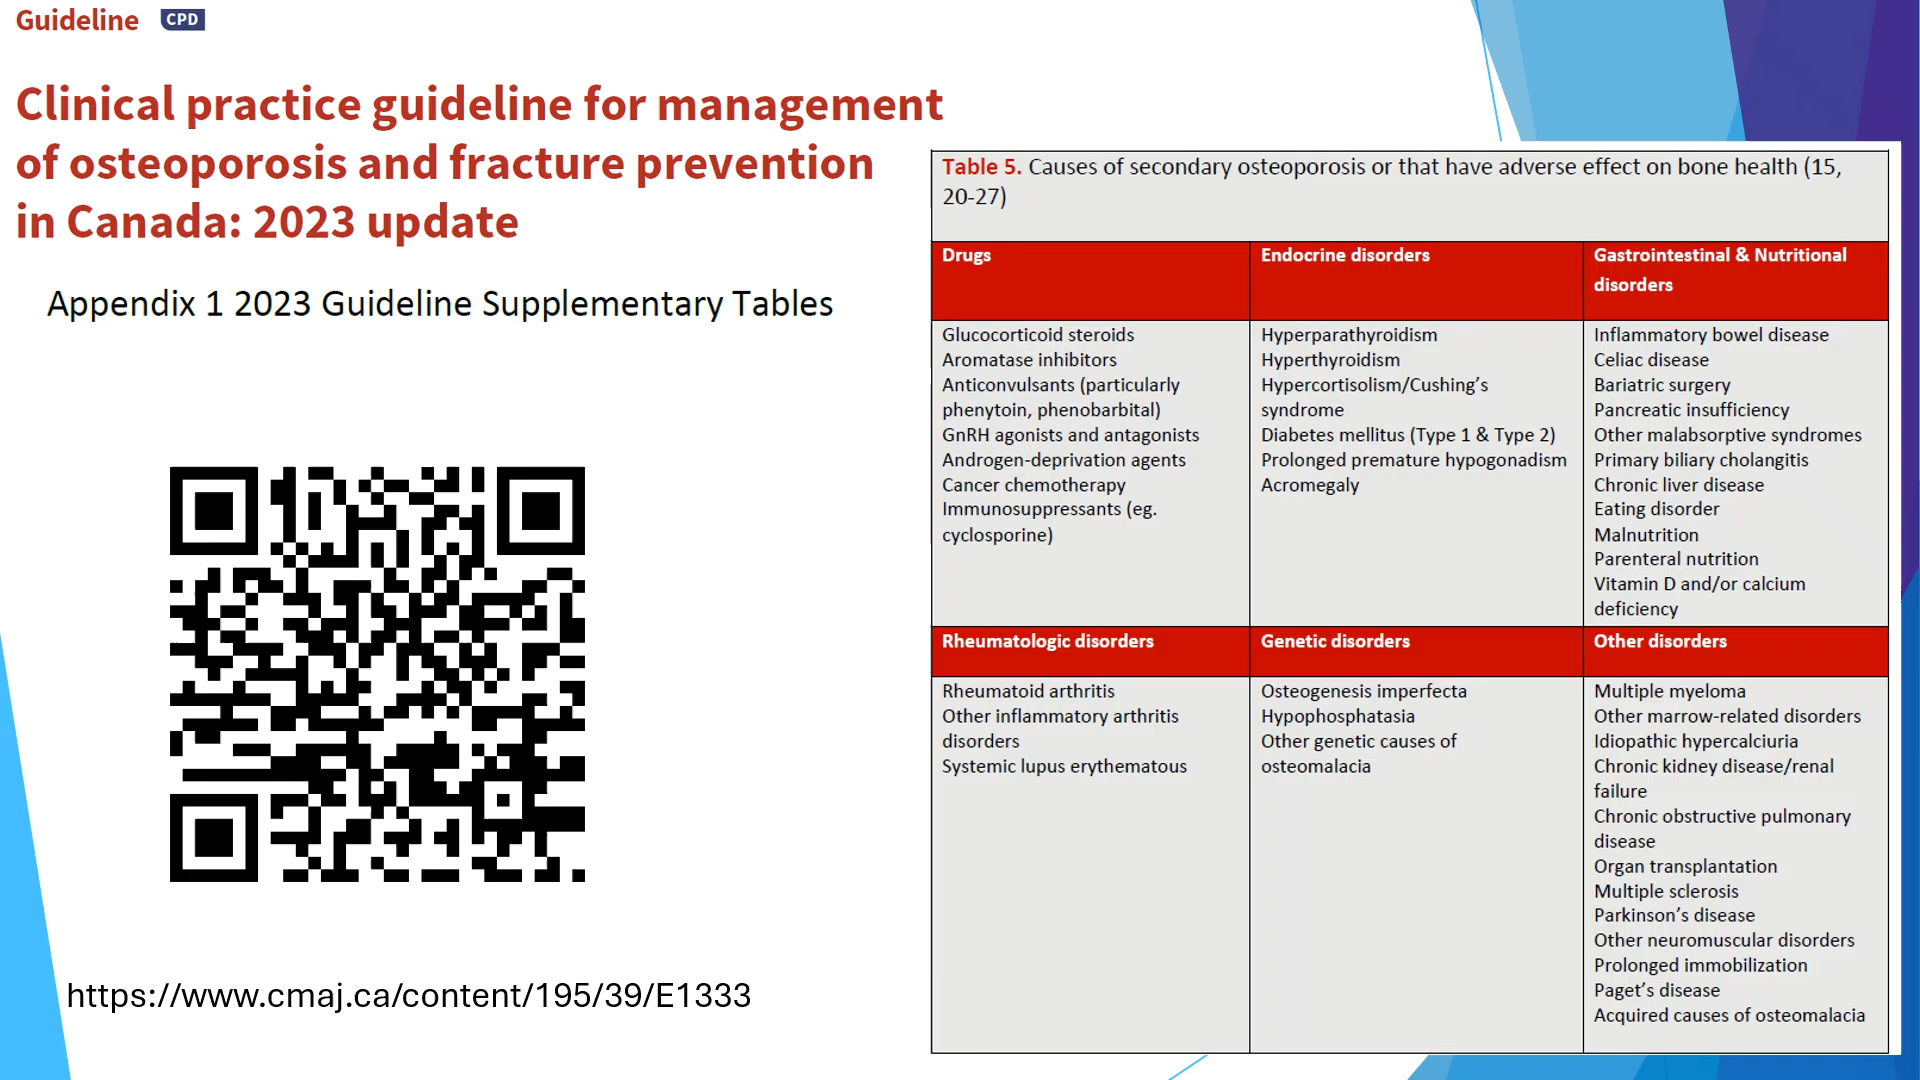 Guideline CPD
Clinical practice guideline for management
of osteoporosis and fracture prevention
in Canada: 2023 update
Appendix 1 2023 Guideline Supplementary Tables
https://www.cmaj.ca/content/195/39/E1333
Table 5. Causes of secondary osteoporosis or that have adverse effect on bone health (15,
20-27)
Drugs
Glucocorticoid steroids
Aromatase inhibitors
Anticonvulsants (particularly
phenytoin, phenobarbital)
GnRH agonists and antagonists
Androgen-deprivation agents
Cancer chemotherapy
Immunosuppressants (eg.
cyclosporine)
Endocrine disorders
Hyperparathyroidism
Hyperthyroidism
Hypercortisolism/Cushing’s
syndrome
Diabetes mellitus (Type 1 & Type 2)
Prolonged premature hypogonadism
Acromegaly
Gastrointestinal & Nutritional
disorders
Inflammatory bowel disease
Celiac disease
Bariatric surgery
Pancreatic insufficiency
Other malabsorptive syndromes
Primary biliary cholangitis
Chronic liver disease
Eating disorder
Malnutrition
Parenteral nutrition
Vitamin D and/or calcium
deficiency
Rheumatologic disorders
Rheumatoid arthritis
Other inflammatory arthritis
disorders
Systemic lupus erythematous
Genetic disorders
Osteogenesis imperfecta
Hypophosphatasia
Other genetic causes of
osteomalacia
Other disorders
Multiple myeloma
Other marrow-related disorders
Idiopathic hypercalciuria
Chronic kidney disease/renal
failure
Chronic obstructive pulmonary
disease
Organ transplantation
Multiple sclerosis
Parkinson’s disease
Other neuromuscular disorders
Prolonged immobilization
Paget’s disease
Acquired causes of osteomalacia